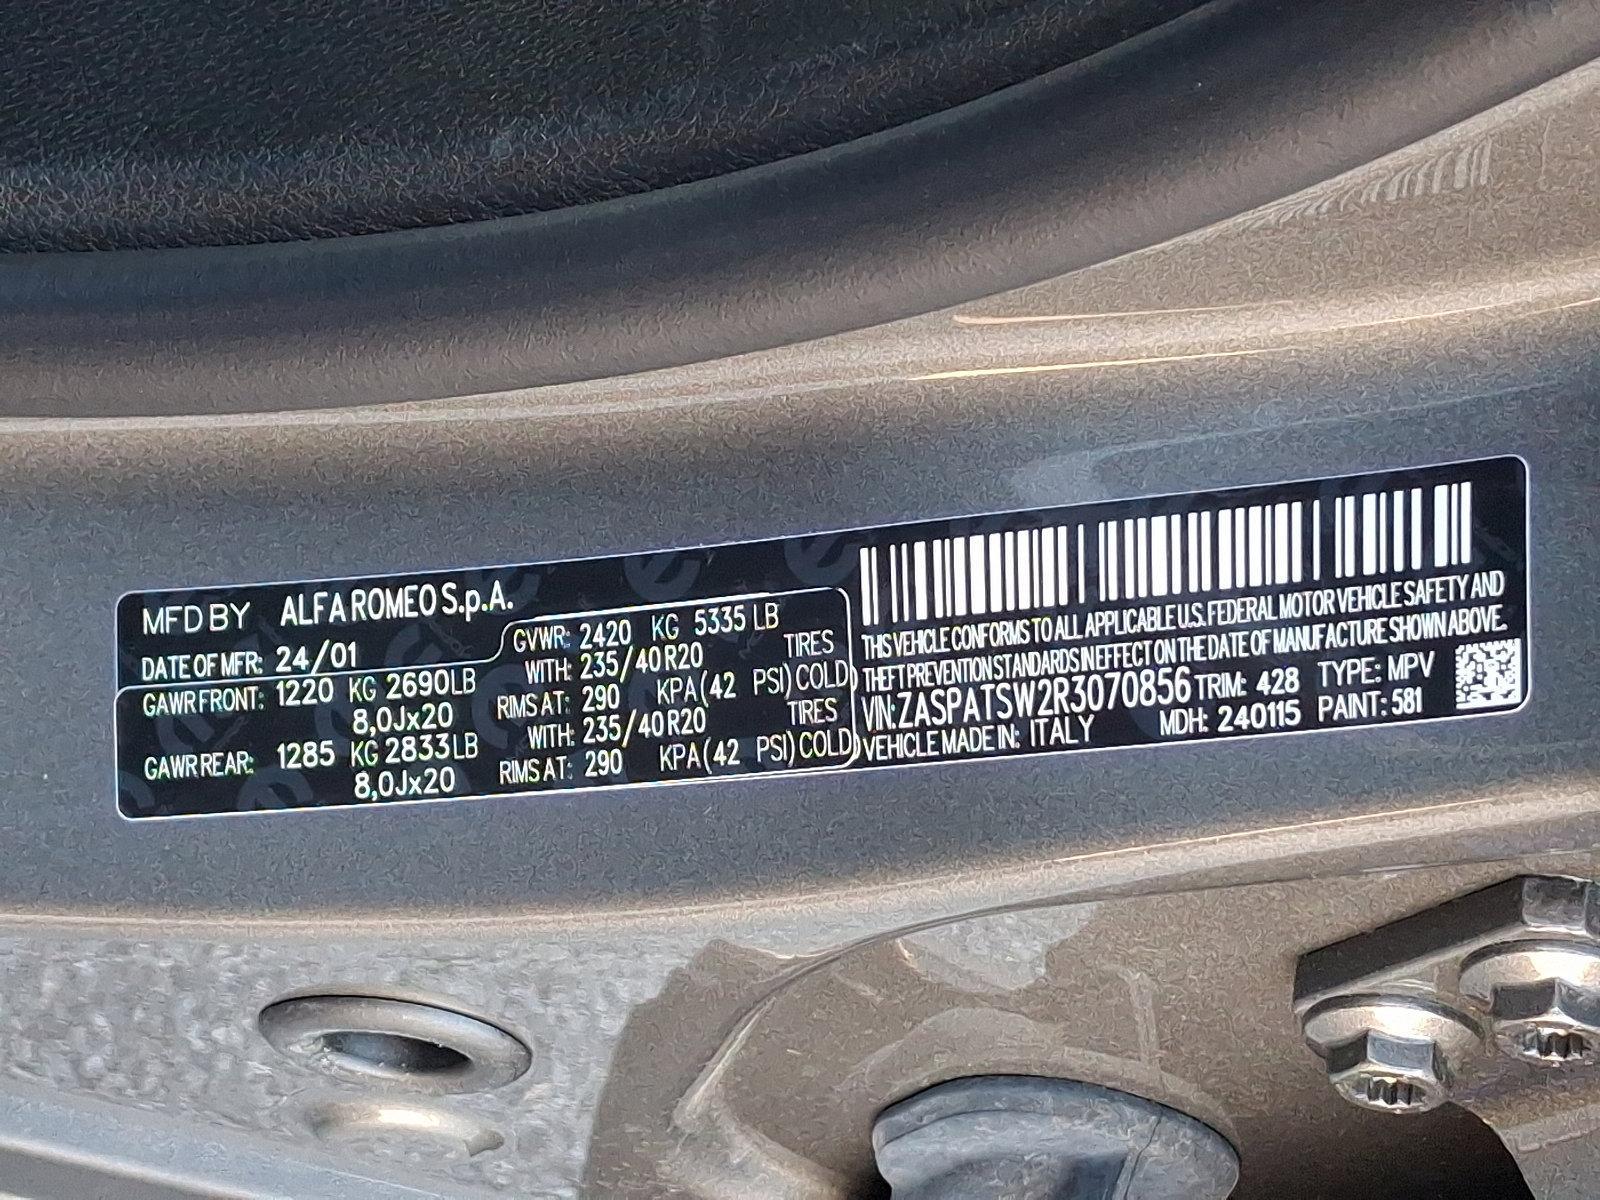 MFD BY ALFA ROMEO S.p.A.
DATE OF MFR: 24/01
GVWR: 2420 KG 5335 LB
GAWR FRONT: 1220 KG 2690LB WITH: 235/40 R20 TIRES
8,0Jx20 RIMS AT: 290 KPA(42 PSI) COLD
GAWR REAR: 1285 KG 2833LB WITH: 235/40 R20 TIRES
8,0Jx20 RIMS AT: 290 KPA(42 PSI) COLD
THIS VEHICLE CONFORMS TO ALL APPLICABLE U.S. FEDERAL MOTOR VEHICLE SAFETY AND
THEFT PREVENTION STANDARDS IN EFFECT ON THE DATE OF MANUFACTURE SHOWN ABOVE.
VIN: ZASPATSW2R3070856 TRIM: 428 TYPE: MPV
VEHICLE MADE IN: ITALY MDH: 240115 PAINT: 581